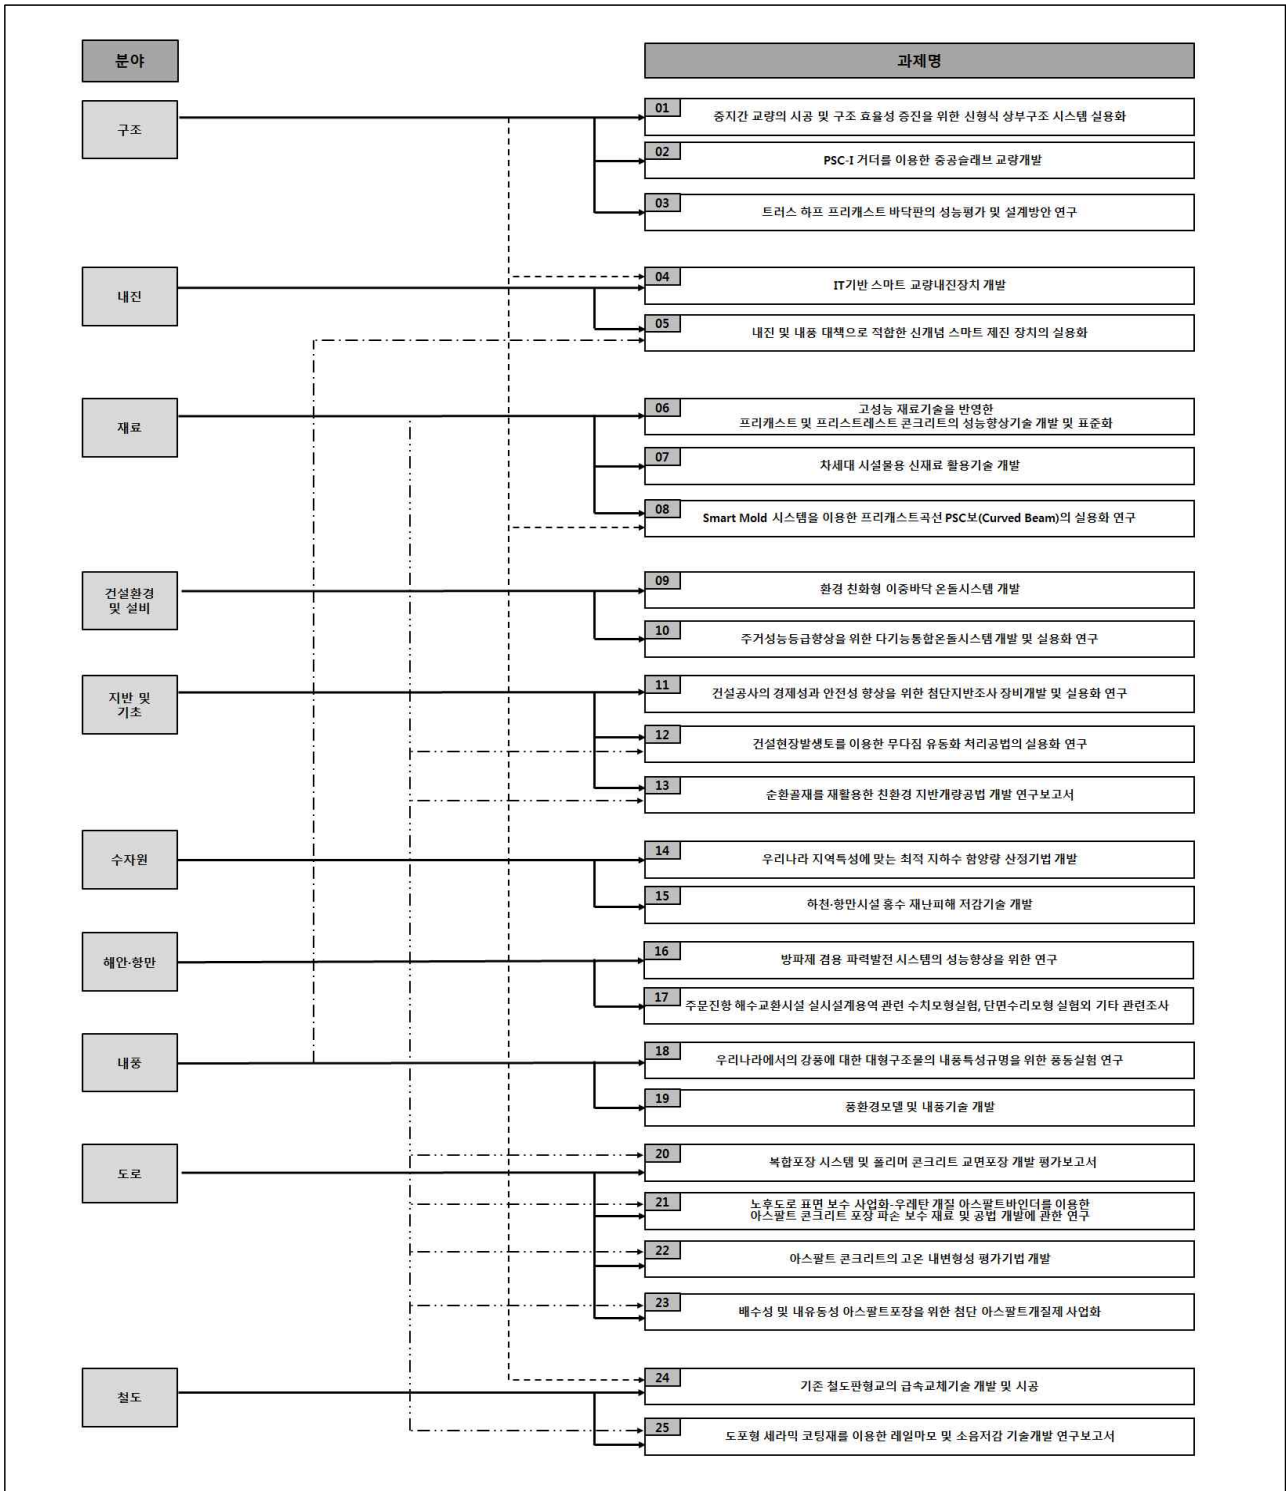 분야
과제명
구조
01
중지간 교량의 시공 및 구조 효율성 증진을 위한 신형식 상부구조 시스템 실용화
02
PSC-I 거더를 이용한 중공슬래브 교량개발
03
트러스 하프 프리캐스트 바닥판의 성능평가 및 설계방안 연구
내진
04
IT기반 스마트 교량내진장치 개발
05
내진 및 내풍 대책으로 적합한 신개념 스마트 제진 장치의 실용화
재료
06
고성능 재료기술을 반영한
프리캐스트 및 프리스트레스트 콘크리트의 성능향상기술 개발 및 표준화
07
차세대 시설물용 신재료 활용기술 개발
08
Smart Mold 시스템을 이용한 프리캐스트곡선 PSC보(Curved Beam)의 실용화 연구
건설환경
및 설비
09
환경 친화형 이중바닥 온돌시스템 개발
10
주거성능등급향상을 위한 다기능통합온돌시스템 개발 및 실용화 연구
지반 및
기초
11
건설공사의 경제성과 안전성 향상을 위한 첨단지반조사 장비개발 및 실용화 연구
12
건설현장발생토를 이용한 무다짐 유동화 처리공법의 실용화 연구
13
순환골재를 재활용한 친환경 지반개량공법 개발 연구보고서
수자원
14
우리나라 지역특성에 맞는 최적 지하수 함양량 산정기법 개발
15
하천·항만시설 홍수 재난피해 저감기술 개발
해안·항만
16
방파제 겸용 파력발전 시스템의 성능향상을 위한 연구
17
주문진항 해수교환시설 실시설계용역 관련 수치모형실험, 단면수리모형 실험외 기타 관련조사
내풍
18
우리나라에서의 강풍에 대한 대형구조물의 내풍특성규명을 위한 풍동실험 연구
19
풍환경모델 및 내풍기술 개발
도로
20
복합포장 시스템 및 폴리머 콘크리트 교면포장 개발 평가보고서
21
노후도로 표면 보수 사업화-우레탄 개질 아스팔트바인더를 이용한
아스팔트 콘크리트 포장 파손 보수 재료 및 공법 개발에 관한 연구
22
아스팔트 콘크리트의 고온 내변형성 평가기법 개발
23
배수성 및 내유동성 아스팔트포장을 위한 첨단 아스팔트개질제 사업화
철도
24
기존 철도판형교의 급속교체기술 개발 및 시공
25
도포형 세라믹 코팅재를 이용한 레일마모 및 소음저감 기술개발 연구보고서